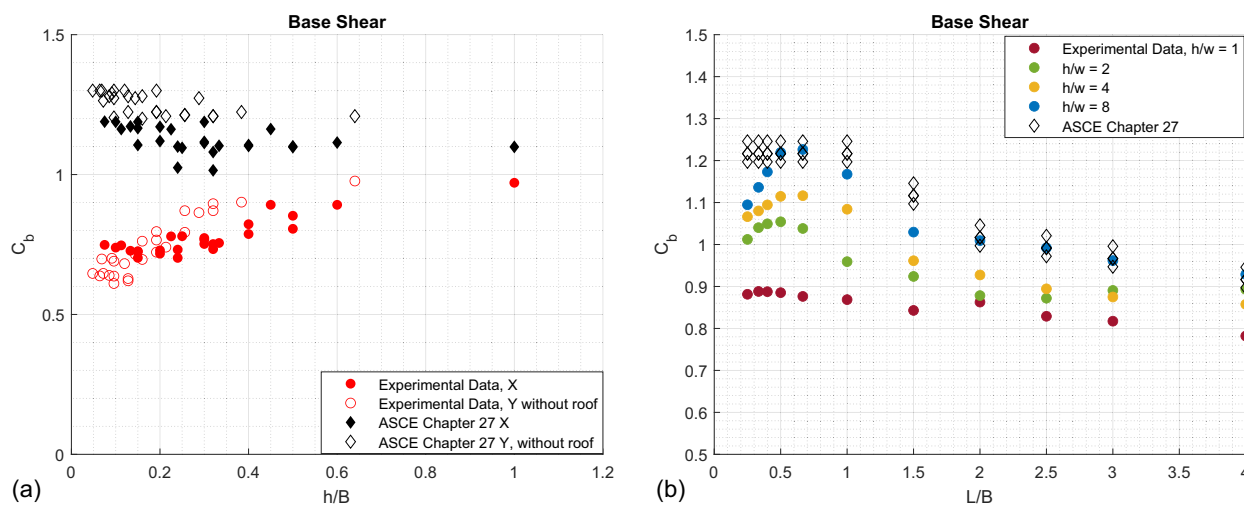 Base Shear
1.5
1
0.5
0
C_b
0
0.2
0.4
0.6
0.8
1
1.2
h/B
Experimental Data, X
Experimental Data, Y without roof
ASCE Chapter 27 X
ASCE Chapter 27 Y, without roof
(a)
Base Shear
1.5
1.4
1.3
1.2
1.1
1
0.9
0.8
0.7
0.6
0.5
C_b
0
0.5
1
1.5
2
2.5
3
3.5
4
L/B
Experimental Data, h/w = 1
h/w = 2
h/w = 4
h/w = 8
ASCE Chapter 27
(b)